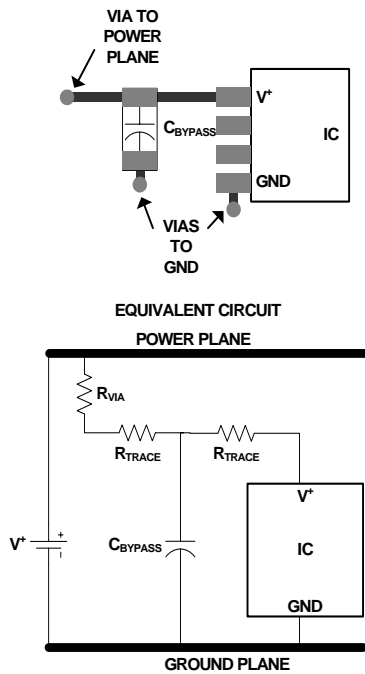 VIA TO
POWER
PLANE
V+
CBYPASS
IC
GND
VIAS
TO
GND
EQUIVALENT CIRCUIT
POWER PLANE
RVIA
RTRACE
RTRACE
V+
V+
+
-
CBYPASS
IC
GND
GROUND PLANE